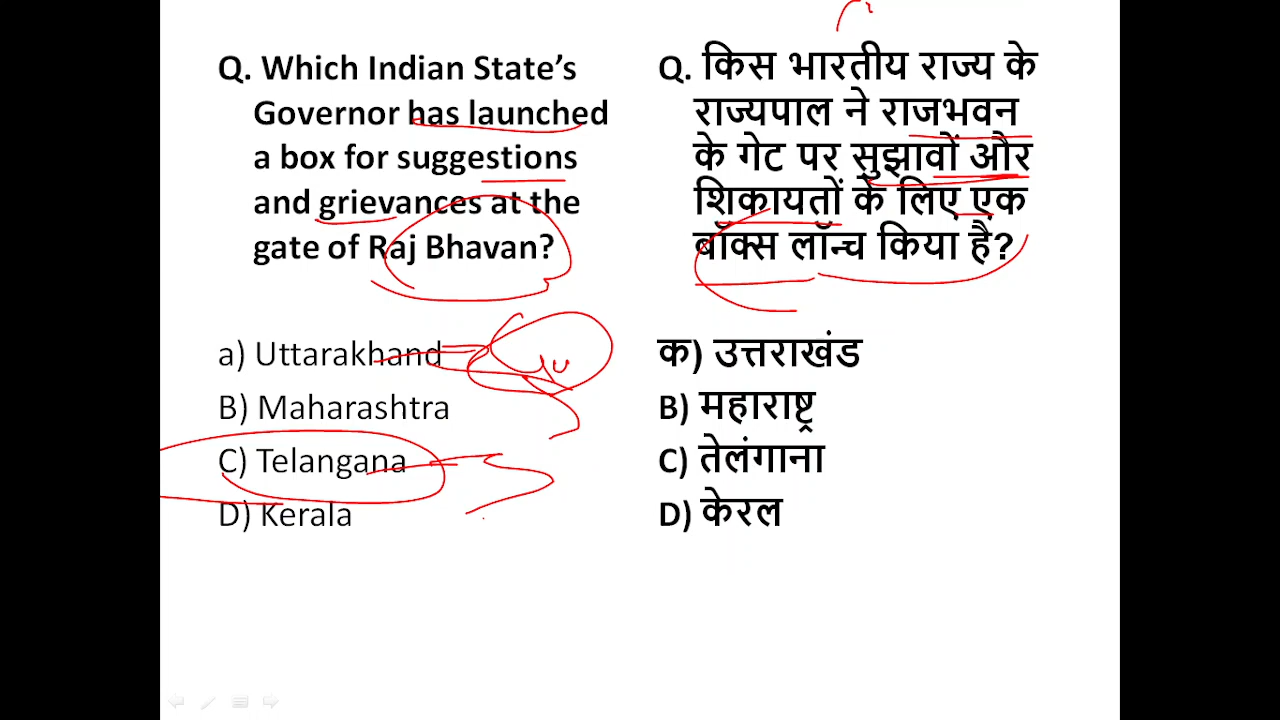 Q. Which Indian State’s
Governor has launched
a box for suggestions
and grievances at the
gate of Raj Bhavan?
a) Uttarakhand
B) Maharashtra
C) Telangana
D) Kerala
Q. किस भारतीय राज्य के
राज्यपाल ने राजभवन
के गेट पर सुझावों और
शिकायतों के लिए एक
बॉक्स लॉन्च किया है?
क) उत्तराखंड
B) महाराष्ट्र
C) तेलंगाना
D) केरल